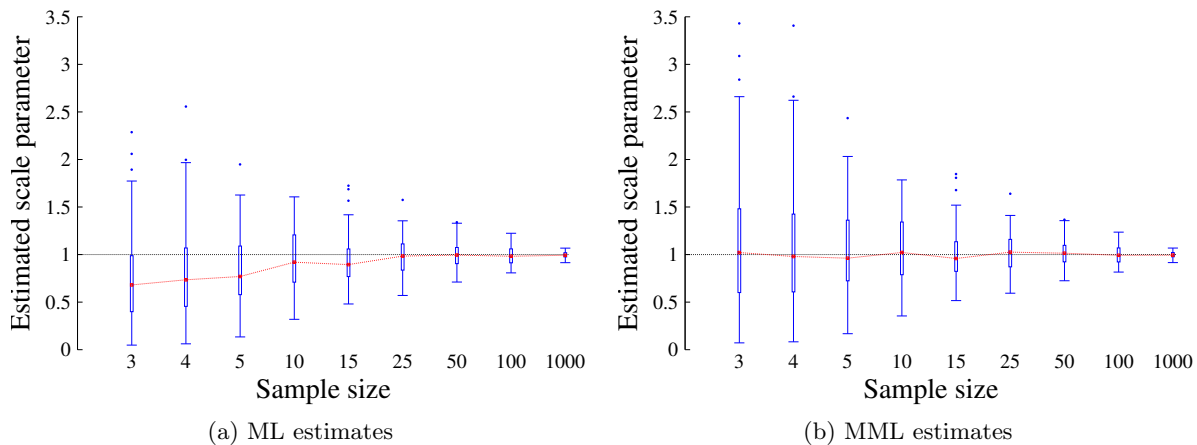 Estimated scale parameter
3.5
3
2.5
2
1.5
1
0.5
0
3 4 5 10 15 25 50 100 1000
Sample size
(a) ML estimates
Estimated scale parameter
3.5
3
2.5
2
1.5
1
0.5
0
3 4 5 10 15 25 50 100 1000
Sample size
(b) MML estimates